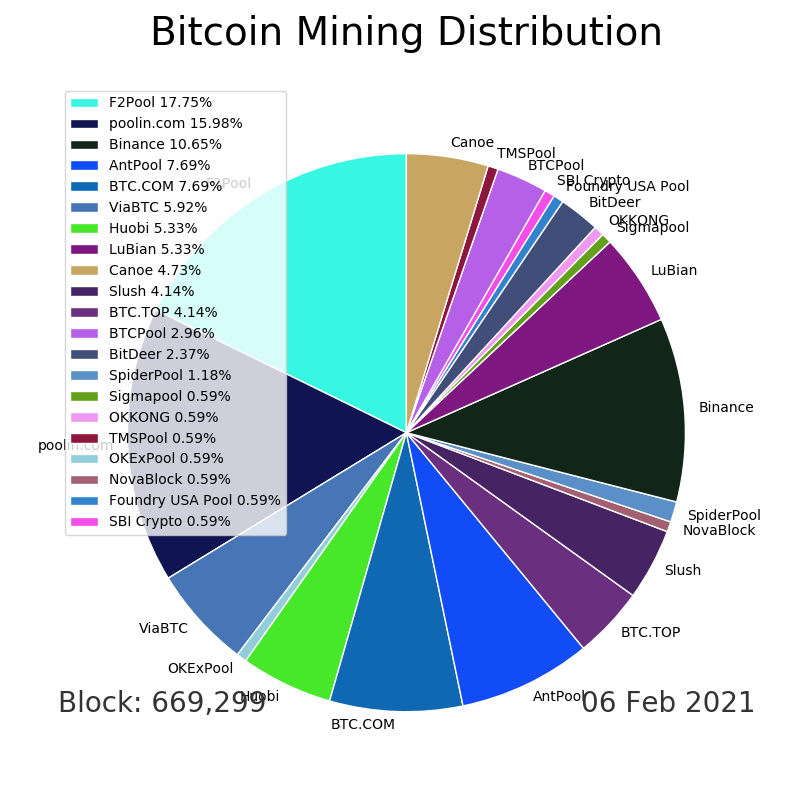 Bitcoin Mining Distribution
F2Pool 17.75%
poolin.com 15.98%
Binance 10.65%
AntPool 7.69%
BTC.COM 7.69%
ViaBTC 5.92%
Huobi 5.33%
LuBian 5.33%
Canoe 4.73%
Slush 4.14%
BTC.TOP 4.14%
BTCPool 2.96%
BitDeer 2.37%
SpiderPool 1.18%
Sigmapool 0.59%
OKKONG 0.59%
TMSPool 0.59%
OKExPool 0.59%
NovaBlock 0.59%
Foundry USA Pool 0.59%
SBI Crypto 0.59%
Canoe
TMSPool
BTCPool
SBI Crypto
Foundry USA Pool
BitDeer
OKKONG
Sigmapool
LuBian
Binance
SpiderPool
NovaBlock
Slush
BTC.TOP
AntPool
BTC.COM
Huobi
OKExPool
ViaBTC
poolin.com
F2Pool
Block: 669,299
06 Feb 2021